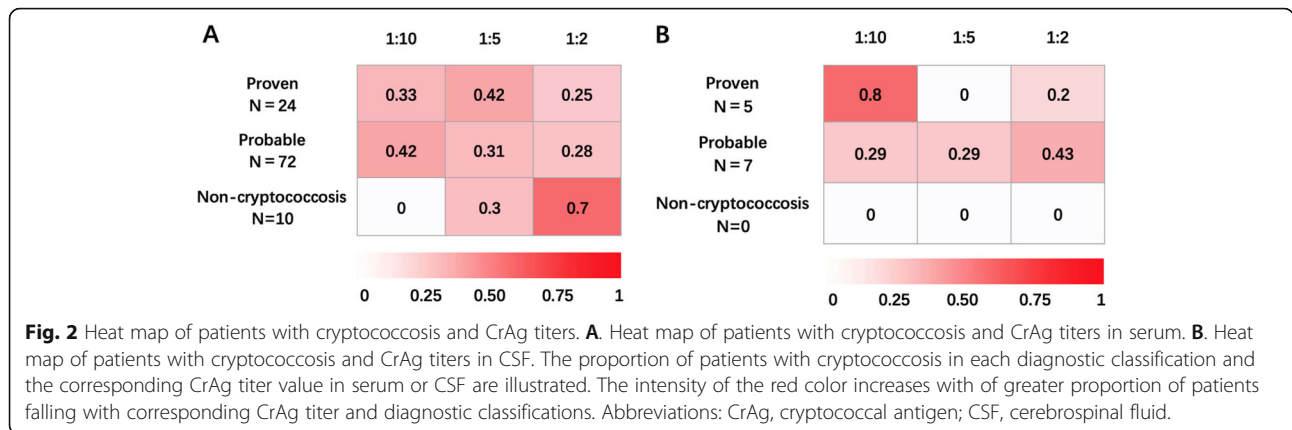 A 1:10 1:5 1:2
Proven
N = 24
0.33 0.42 0.25
Probable
N = 72
0.42 0.31 0.28
Non-cryptococcosis
N=10
0 0.3 0.7
0 0.25 0.50 0.75 1
B 1:10 1:5 1:2
Proven
N = 5
0.8 0 0.2
Probable
N = 7
0.29 0.29 0.43
Non-cryptococcosis
N=0
0 0 0
0 0.25 0.50 0.75 1
Fig. 2 Heat map of patients with cryptococcosis and CrAg titers. A. Heat map of patients with cryptococcosis and CrAg titers in serum. B. Heat
map of patients with cryptococcosis and CrAg titers in CSF. The proportion of patients with cryptococcosis in each diagnostic classification and
the corresponding CrAg titer value in serum or CSF are illustrated. The intensity of the red color increases with of greater proportion of patients
falling with corresponding CrAg titer and diagnostic classifications. Abbreviations: CrAg, cryptococcal antigen; CSF, cerebrospinal fluid.